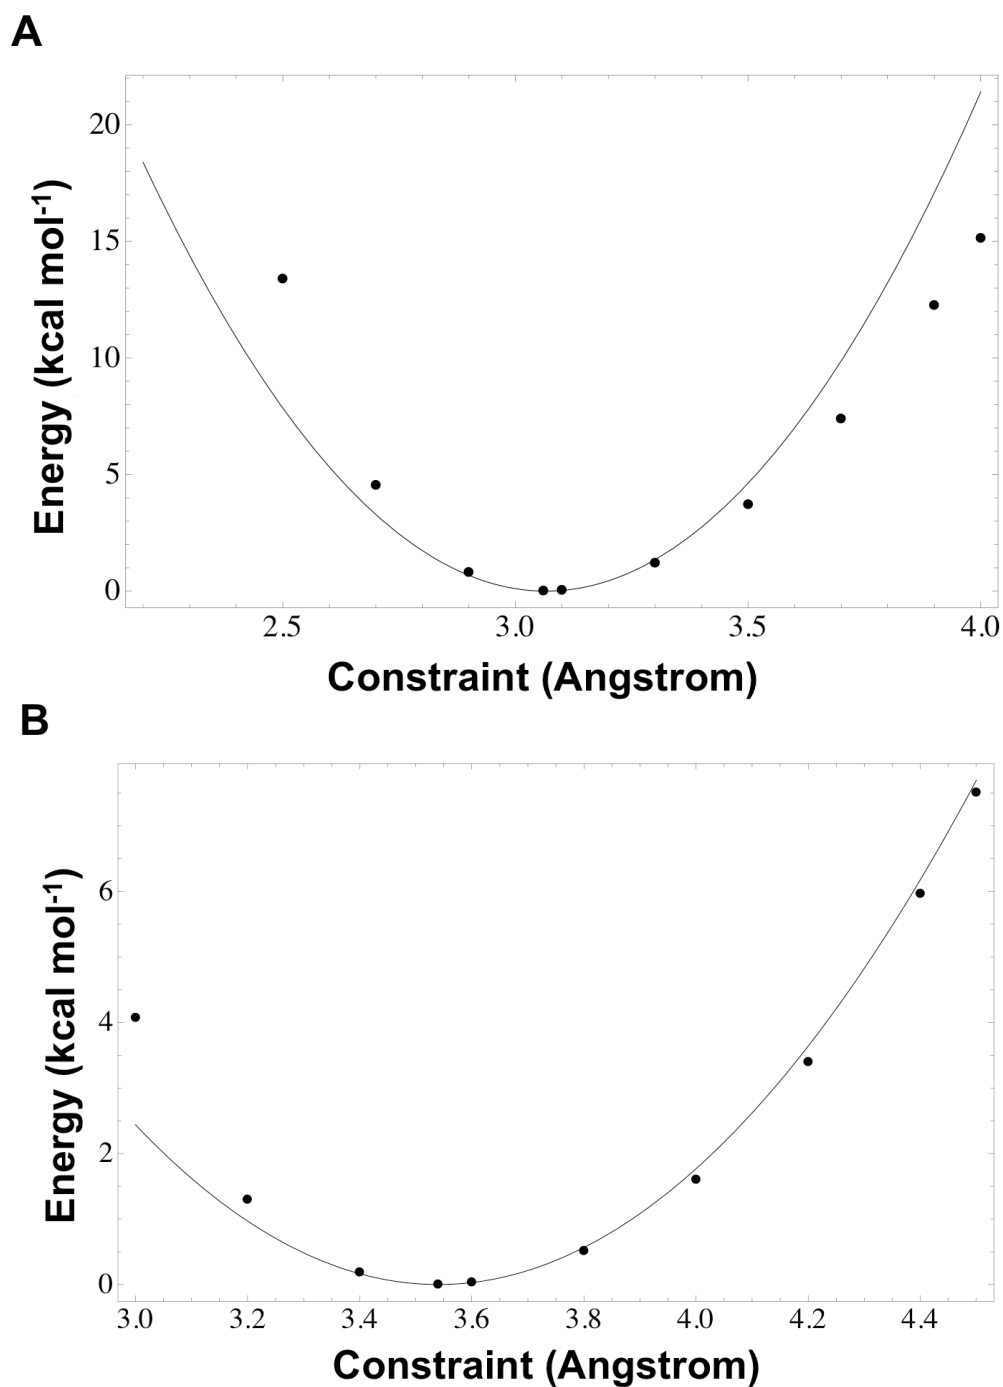 A
Energy (kcal mol-1)
20
15
10
5
0
2.5 3.0 3.5 4.0
Constraint (Angstrom)
B
Energy (kcal mol-1)
6
4
2
0
3.0 3.2 3.4 3.6 3.8 4.0 4.2 4.4
Constraint (Angstrom)